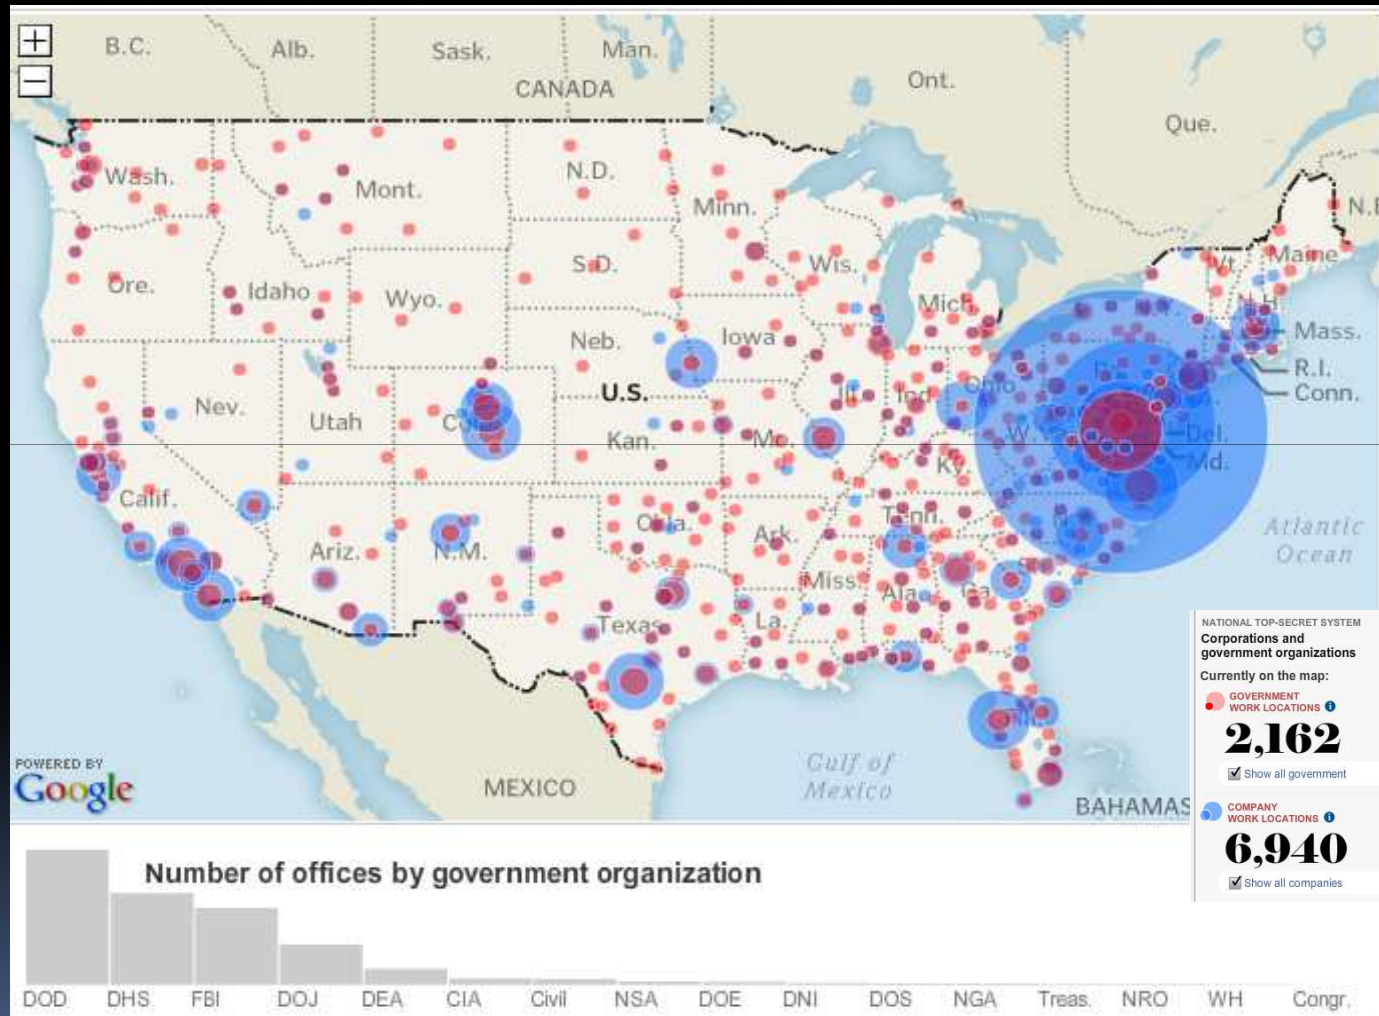 +
−
B.C.
Alb.
Sask.
Man.
CANADA
Ont.
Que.
N.B
Wash.
Mont.
N.D.
Minn.
Vt.
Maine
Ore.
Idaho
Wyo.
S.D.
Wis.
Mich.
N.H.
Mass.
R.I.
Conn.
Nev.
Utah
Neb.
Iowa
U.S.
Kan.
Ill.
Ind.
Ohio
Del.
Md.
Ky.
Calif.
Ariz.
N.M.
Okla.
Ark.
Tenn.
Miss.
Ala.
Ga.
Texas
La.
Atlantic
Ocean
Gulf of
Mexico
MEXICO
BAHAMAS
POWERED BY
Google
NATIONAL TOP-SECRET SYSTEM
Corporations and
government organizations
Currently on the map:
GOVERNMENT
WORK LOCATIONS i
2,162
Show all government
COMPANY
WORK LOCATIONS i
6,940
Show all companies
Number of offices by government organization
DOD DHS FBI DOJ DEA CIA Civil NSA DOE DNI DOS NGA Treas. NRO WH Congr.